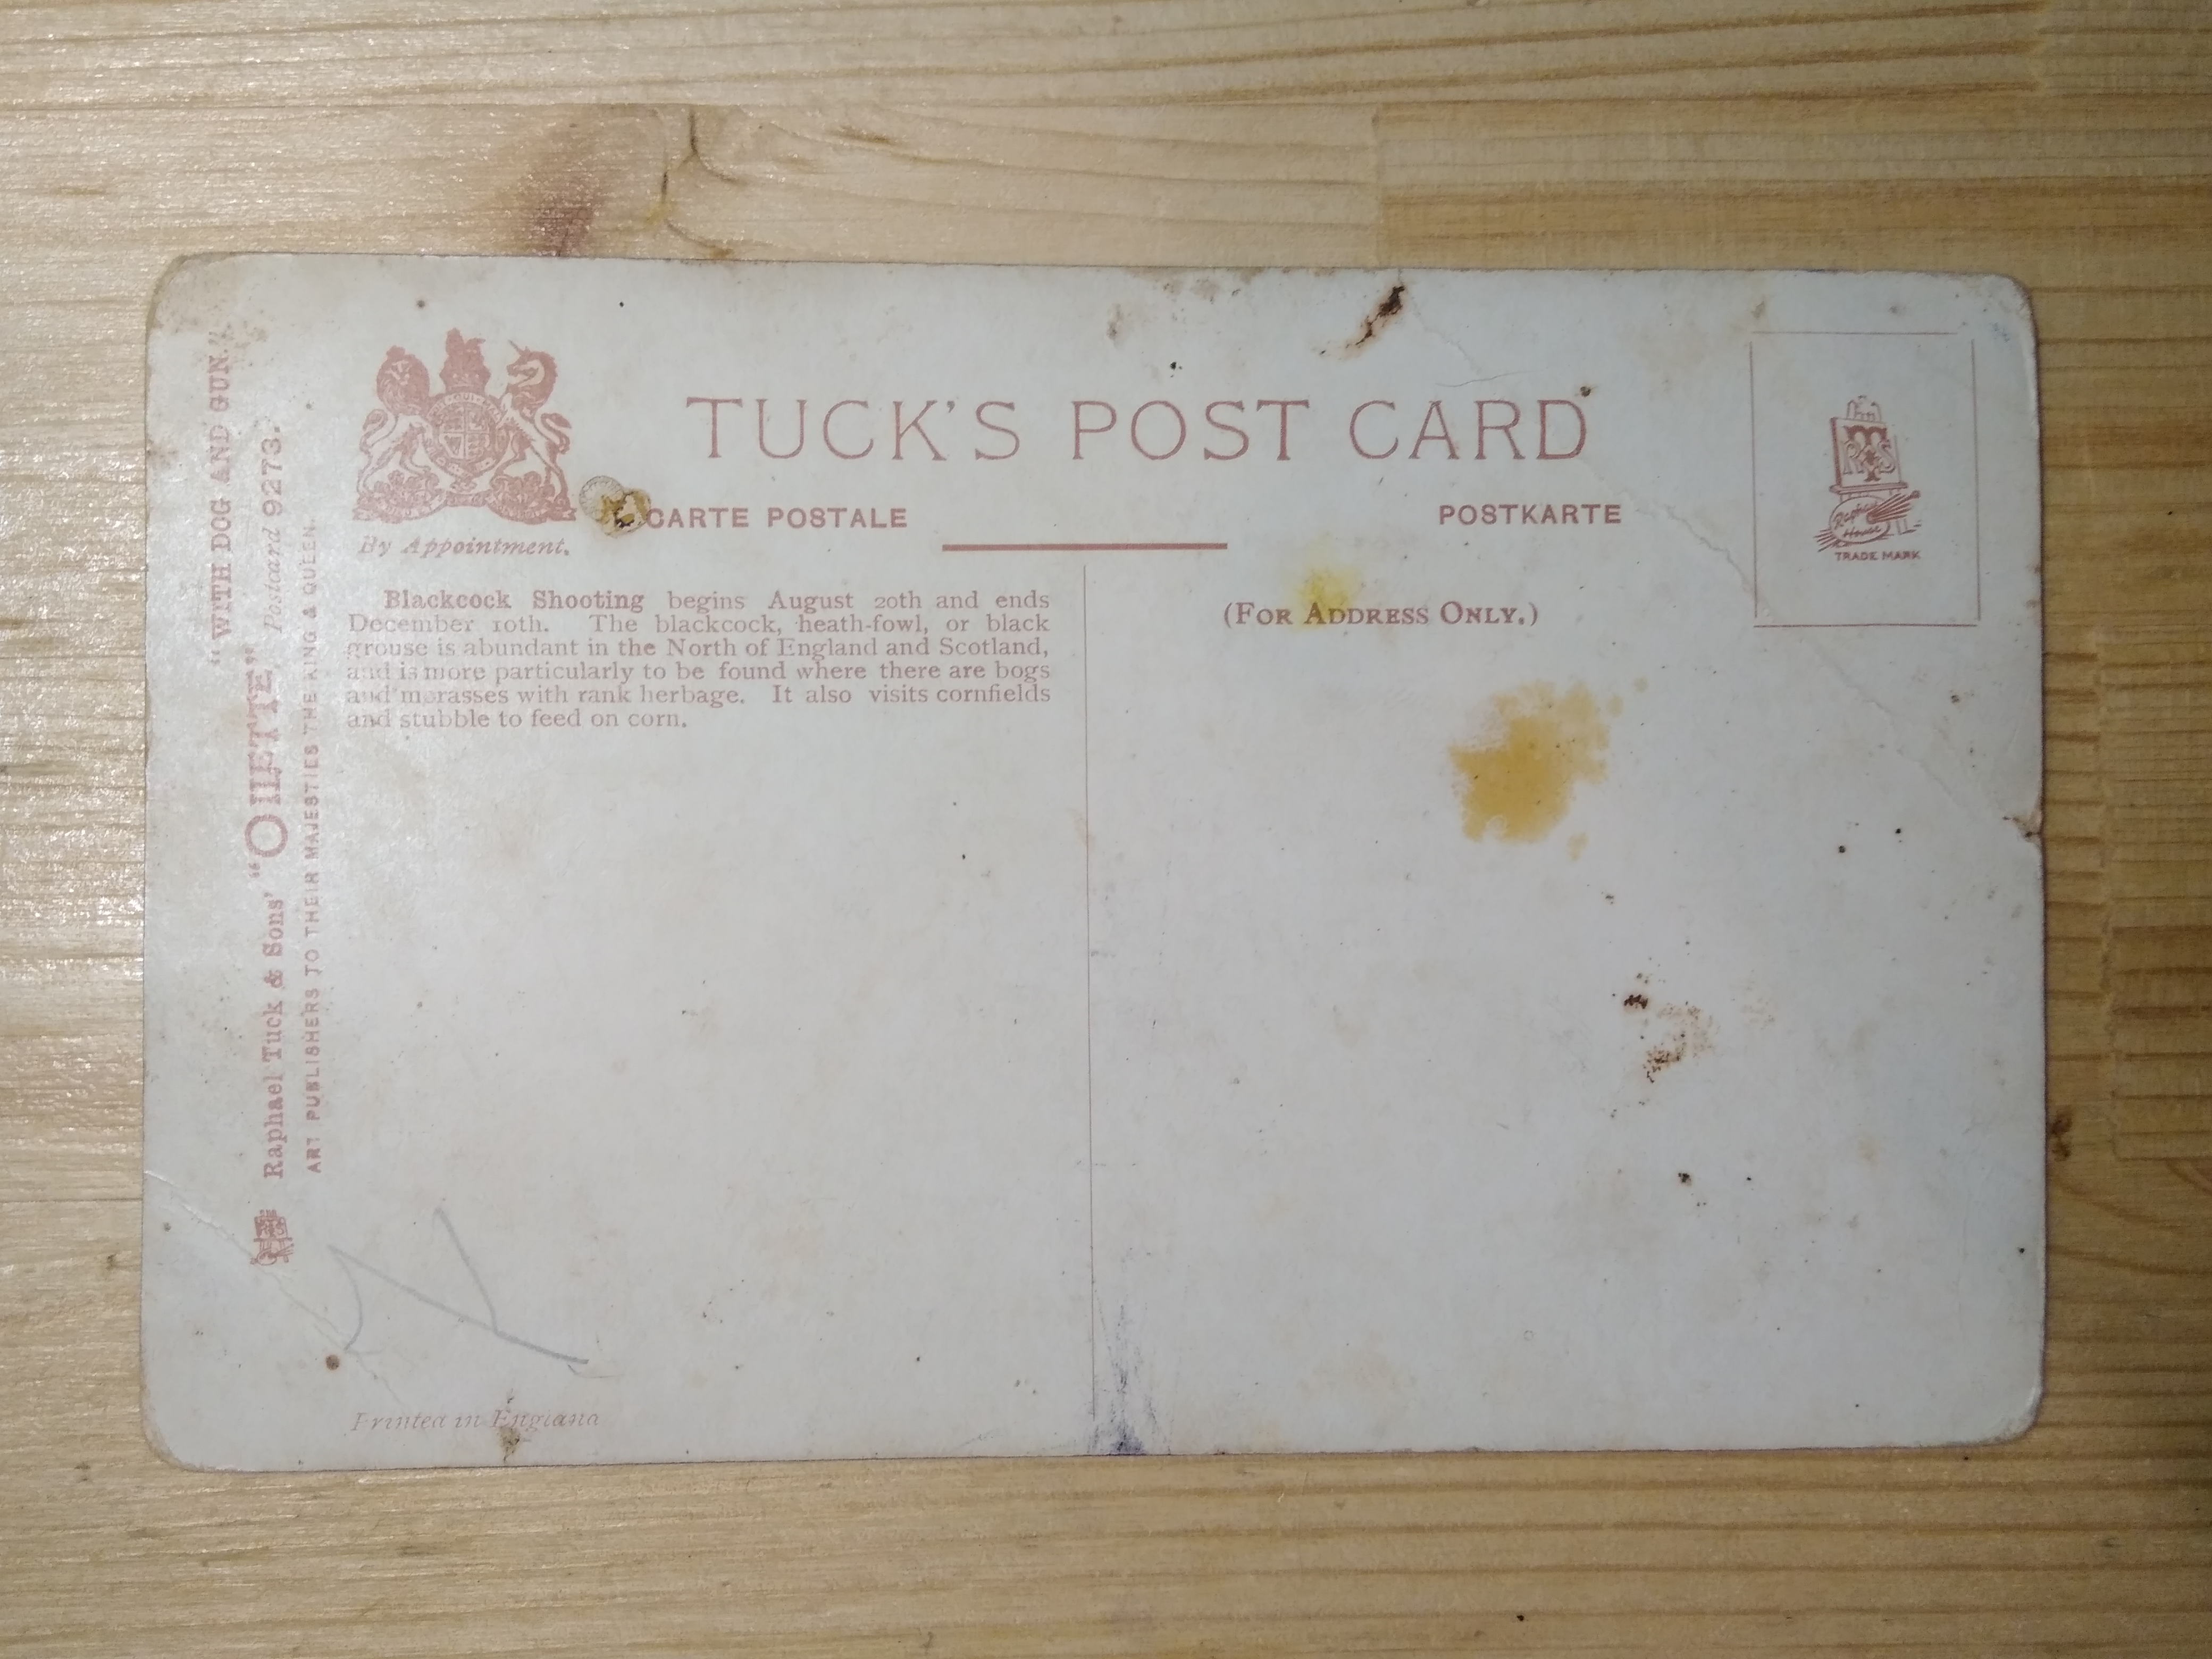 TUCK'S POST CARD
CARTE POSTALE
POSTKARTE
By Appointment.
Blackcock Shooting begins August 20th and ends
December 10th. The blackcock, heath-fowl, or black
grouse is abundant in the North of England and Scotland,
and is more particularly to be found where there are bogs
and morasses with rank herbage. It also visits cornfields
and stubble to feed on corn.
(FOR ADDRESS ONLY.)
RTS
Raphael House
TRADE MARK
"WITH DOG AND GUN."
Raphael Tuck & Sons' "OILETTE" Postcard 9273.
ART PUBLISHERS TO THEIR MAJESTIES THE KING & QUEEN.
Printed in England